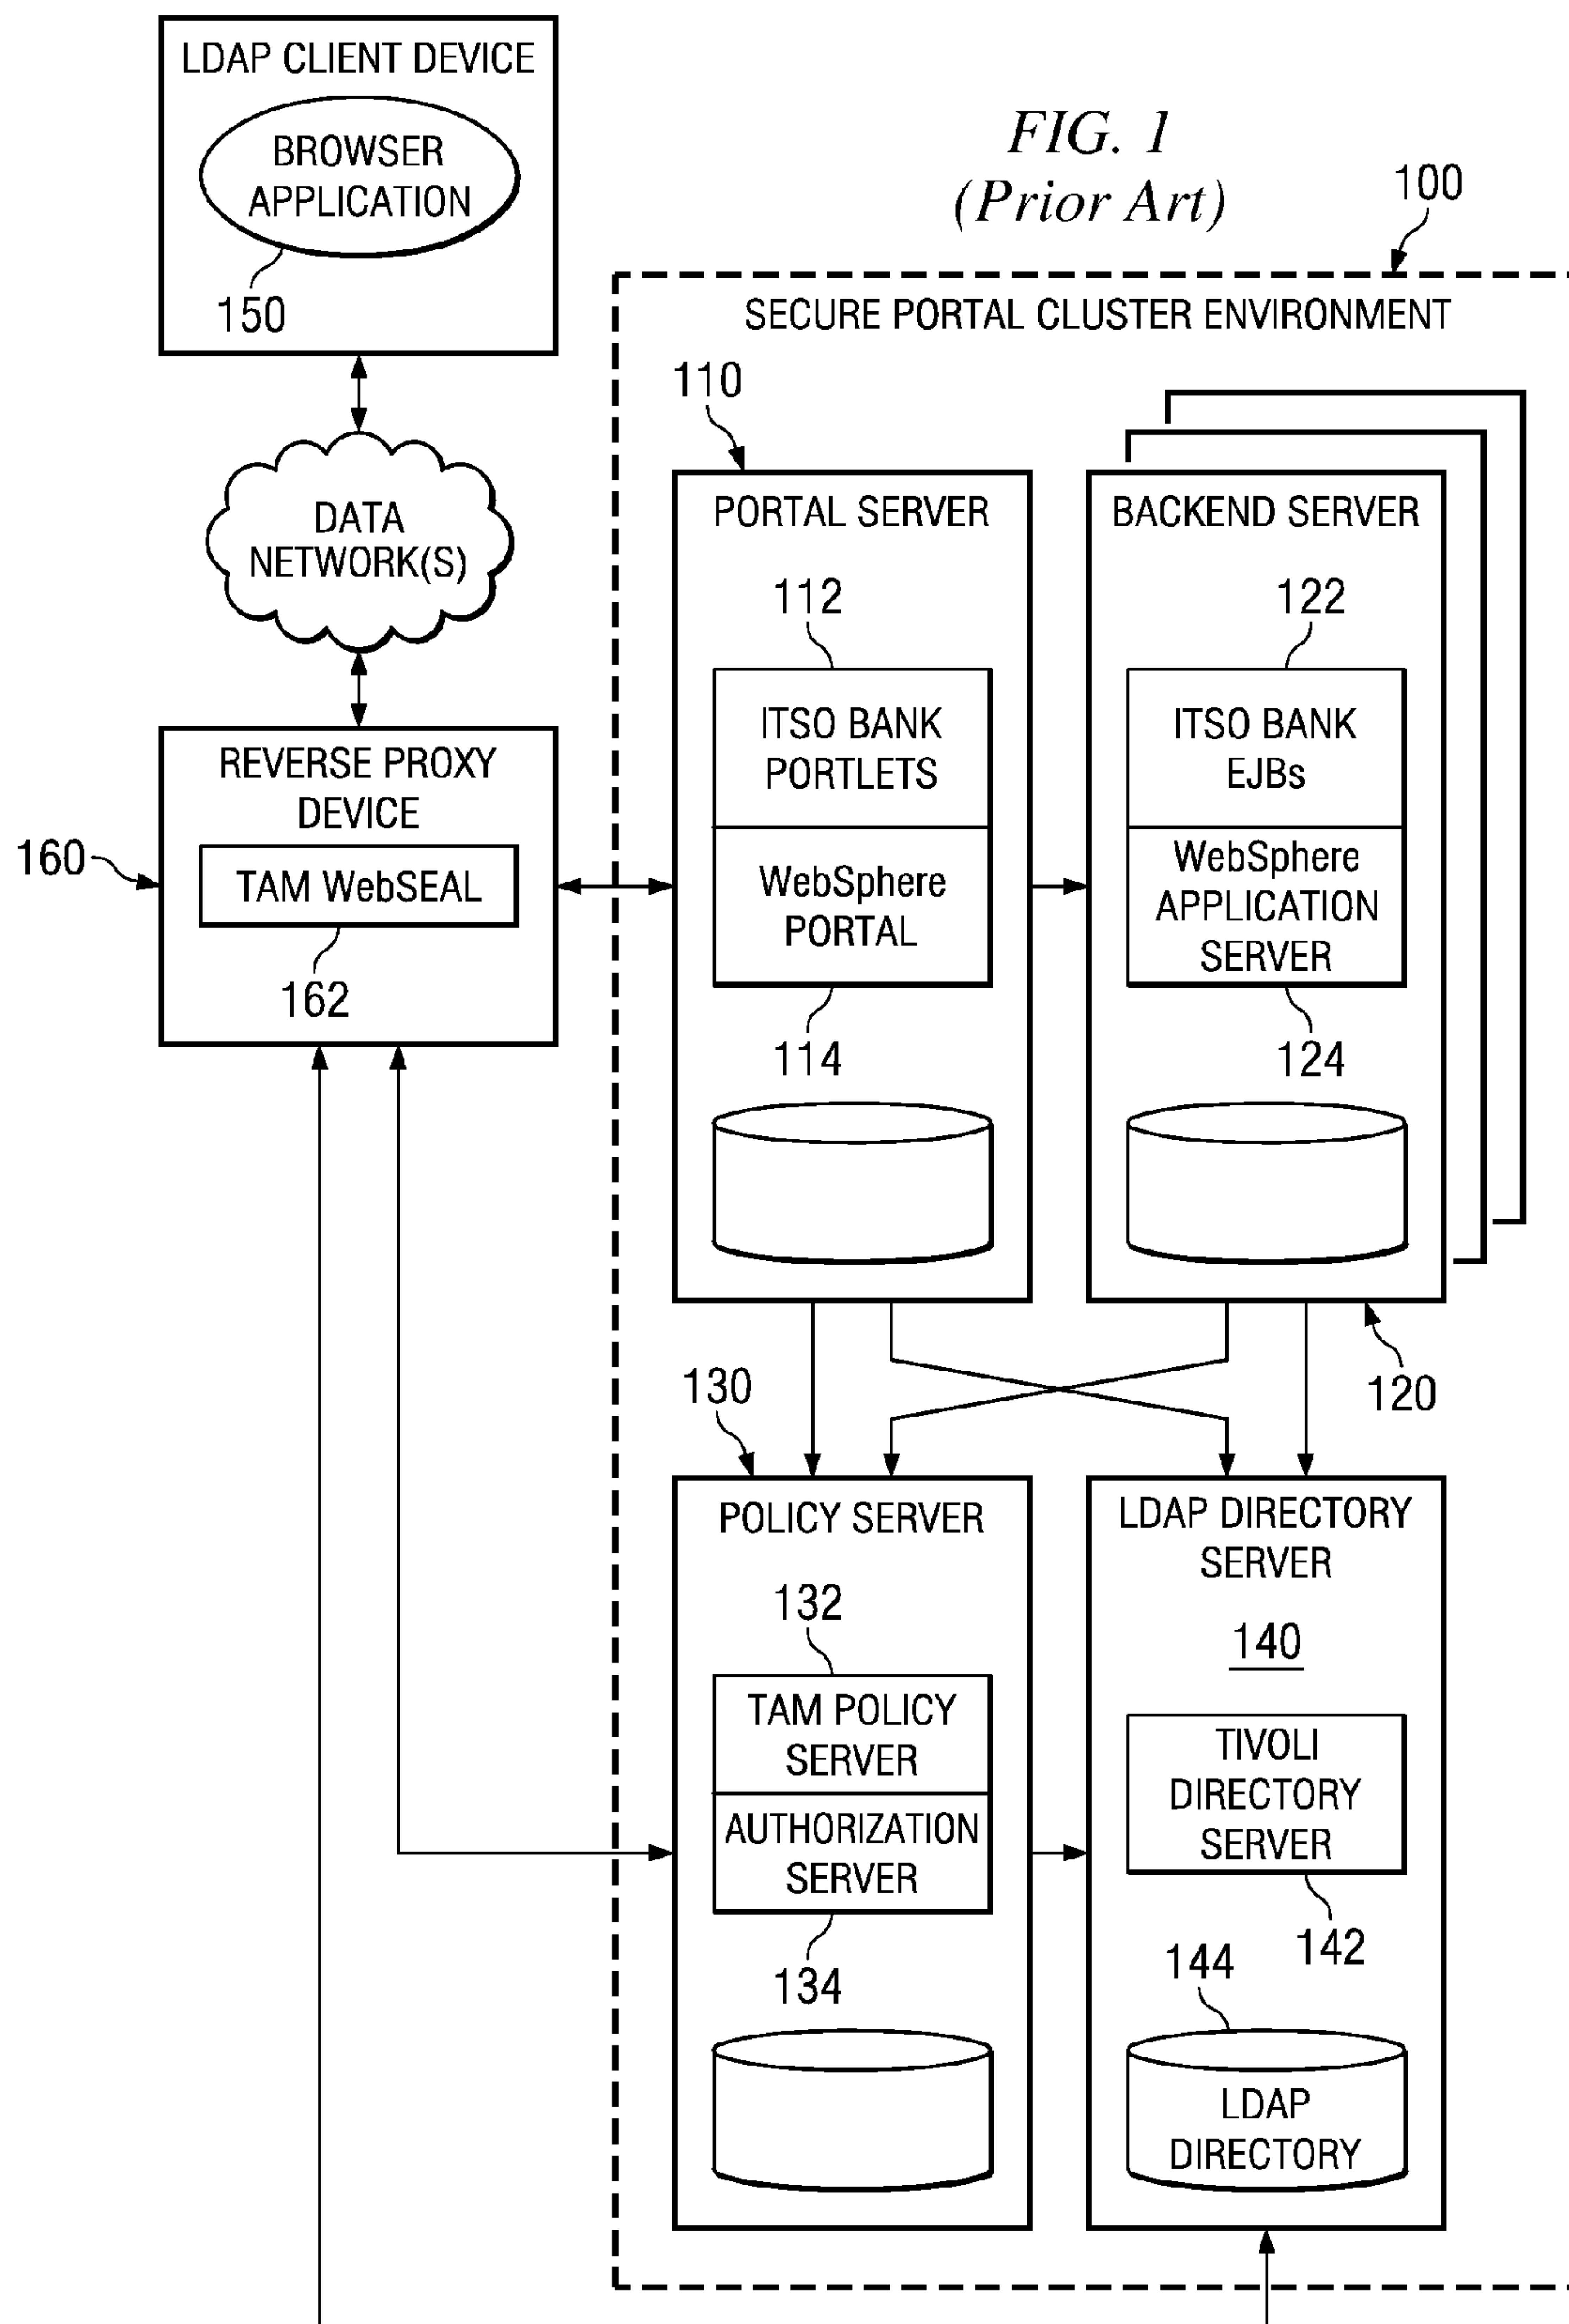 LDAP CLIENT DEVICE
BROWSER
APPLICATION
150
FIG. 1
(Prior Art)
100
DATA
NETWORK(S)
REVERSE PROXY
DEVICE
160
TAM WebSEAL
162
SECURE PORTAL CLUSTER ENVIRONMENT
110
PORTAL SERVER
112
ITSO BANK
PORTLETS
WebSphere
PORTAL
114
BACKEND SERVER
122
ITSO BANK
EJBs
WebSphere
APPLICATION
SERVER
124
120
130
POLICY SERVER
132
TAM POLICY
SERVER
AUTHORIZATION
SERVER
134
LDAP DIRECTORY
SERVER
140
TIVOLI
DIRECTORY
SERVER
142
144
LDAP
DIRECTORY